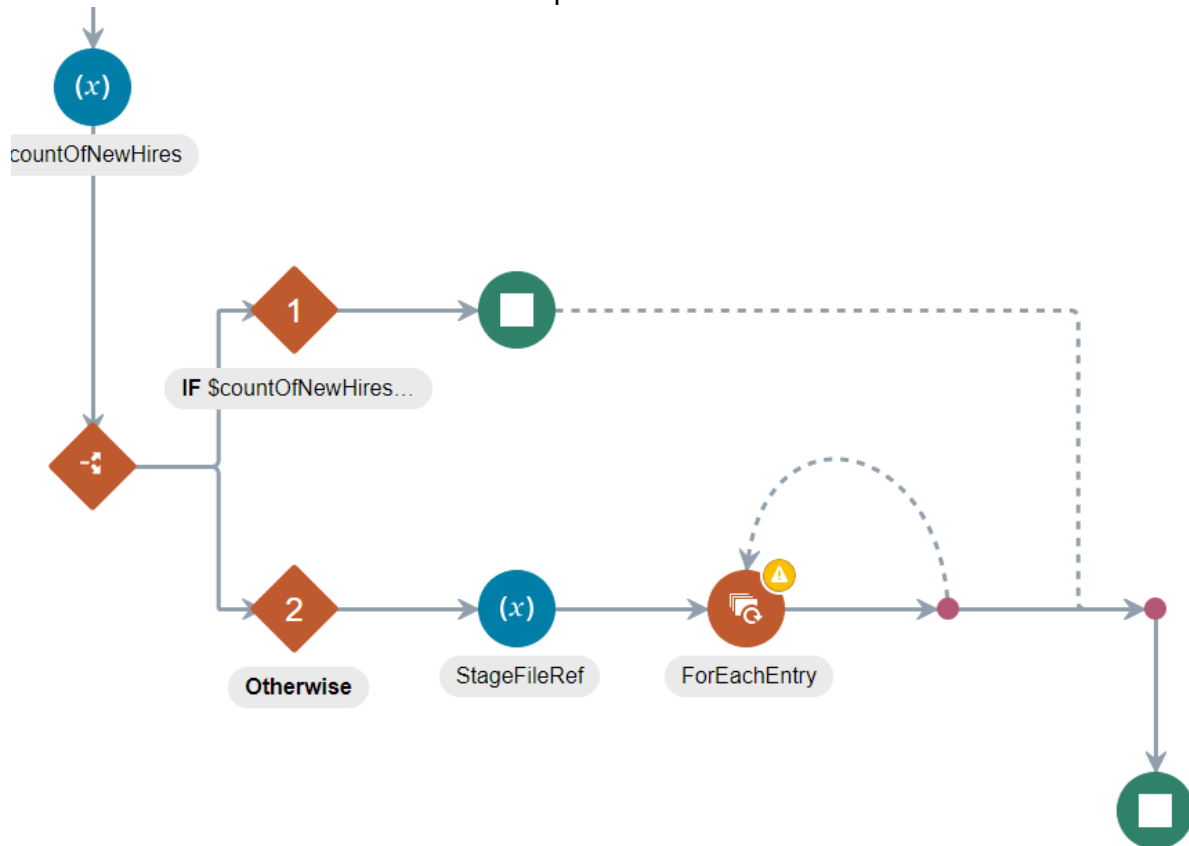 (x)
countOfNewHires
1
IF $countOfNewHires...
2
(x)
Otherwise
StageFileRef
ForEachEntry